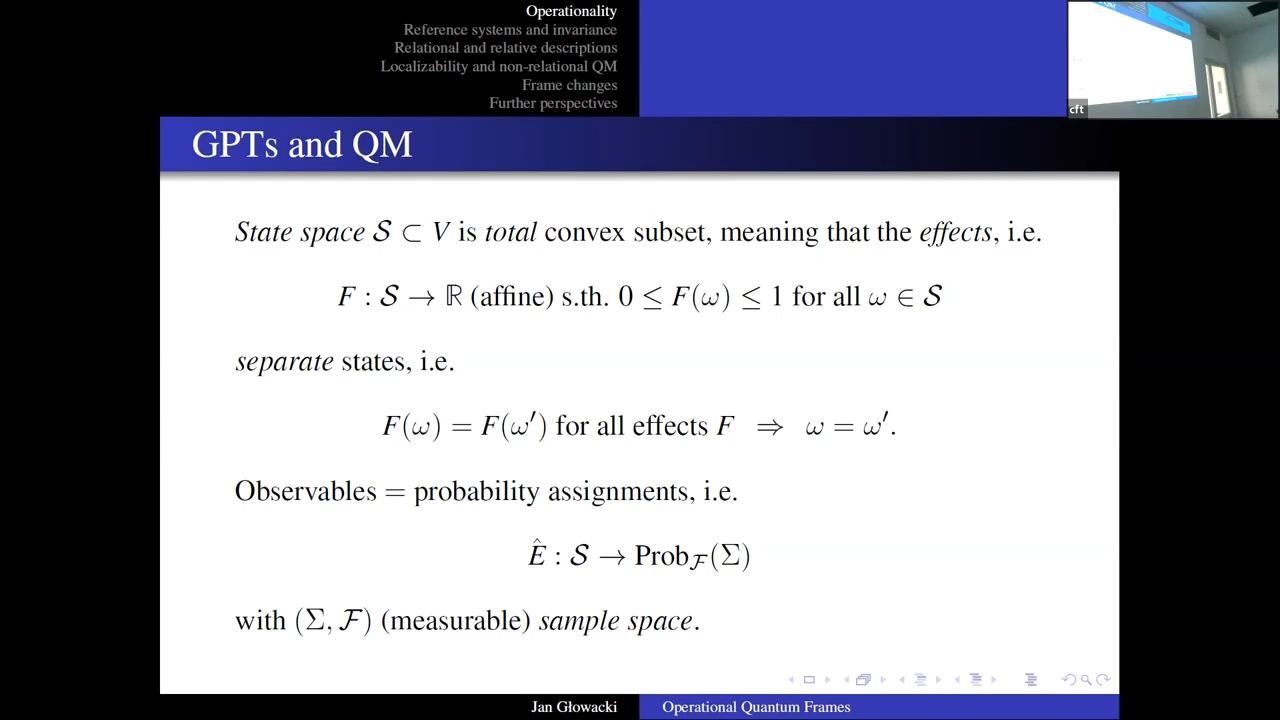 Operationality
Reference systems and invariance
Relational and relative descriptions
Localizability and non-relational QM
Frame changes
Further perspectives
cft
GPTs and QM
State space 𝒮 ⊂ V is total convex subset, meaning that the effects, i.e.
F : 𝒮 → ℝ (affine) s.th. 0 ≤ F(ω) ≤ 1 for all ω ∈ 𝒮
separate states, i.e.
F(ω) = F(ω′) for all effects F ⇒ ω = ω′.
Observables = probability assignments, i.e.
Ê : 𝒮 → Prob_ℱ(Σ)
with (Σ, ℱ) (measurable) sample space.
Jan Głowacki
Operational Quantum Frames